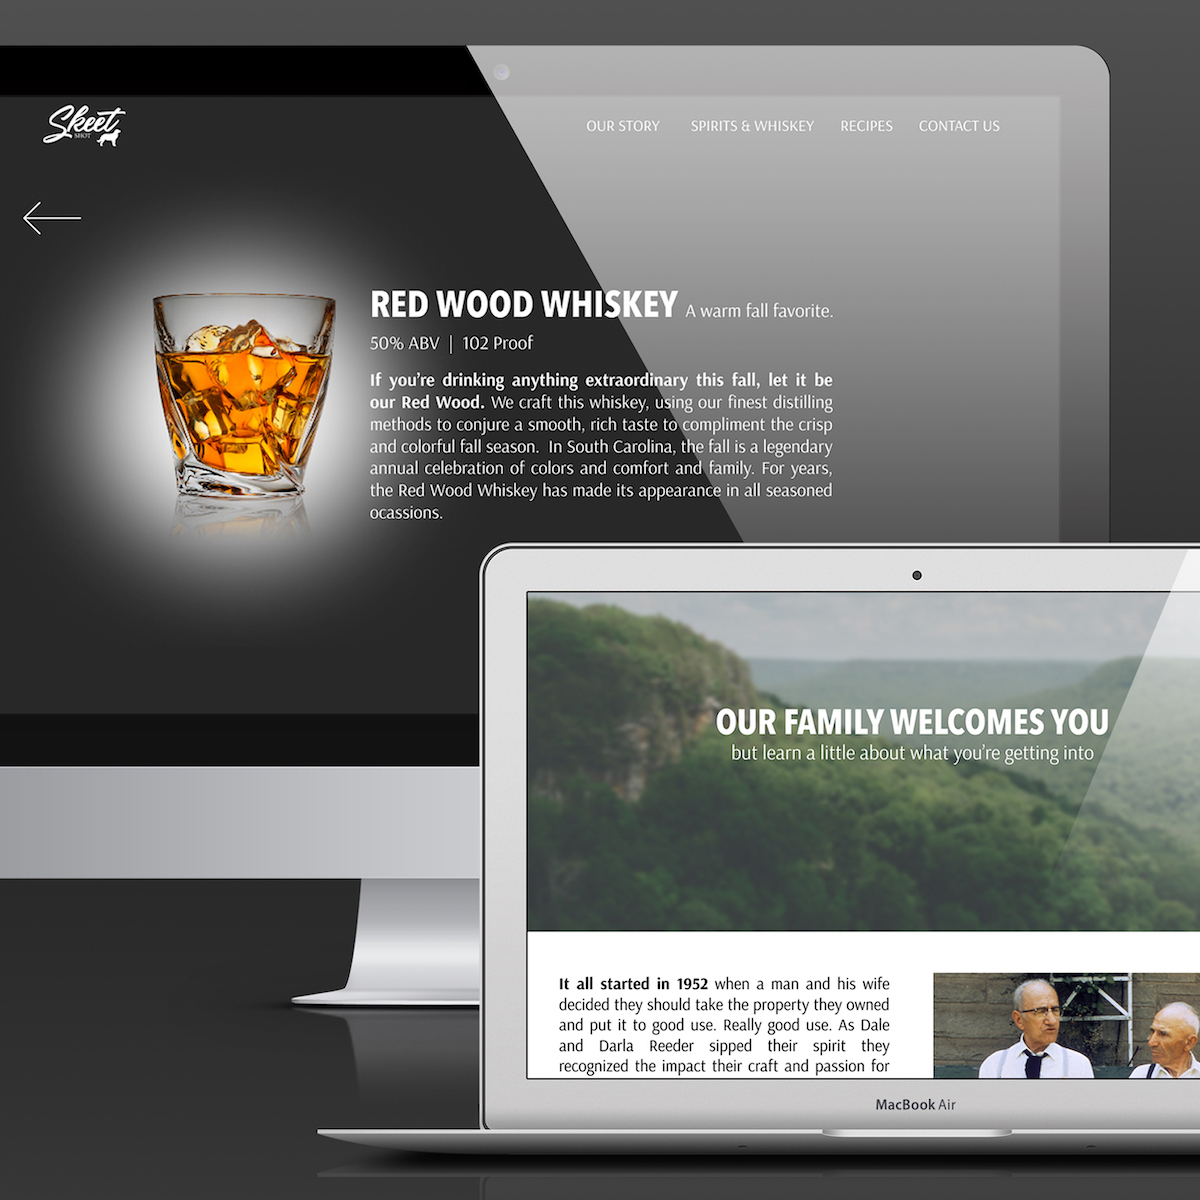 Skeet
SHOT
OUR STORY SPIRITS & WHISKEY RECIPES CONTACT US
RED WOOD WHISKEY A warm fall favorite.
50% ABV | 102 Proof
If you're drinking anything extraordinary this fall, let it be
our Red Wood. We craft this whiskey, using our finest distilling
methods to conjure a smooth, rich taste to compliment the crisp
and colorful fall season. In South Carolina, the fall is a legendary
annual celebration of colors and comfort and family. For years,
the Red Wood Whiskey has made its appearance in all seasoned
ocassions.
OUR FAMILY WELCOMES YOU
but learn a little about what you're getting into
It all started in 1952 when a man and his wife
decided they should take the property they owned
and put it to good use. Really good use. As Dale
and Darla Reeder sipped their spirit they
recognized the impact their craft and passion for
MacBook Air